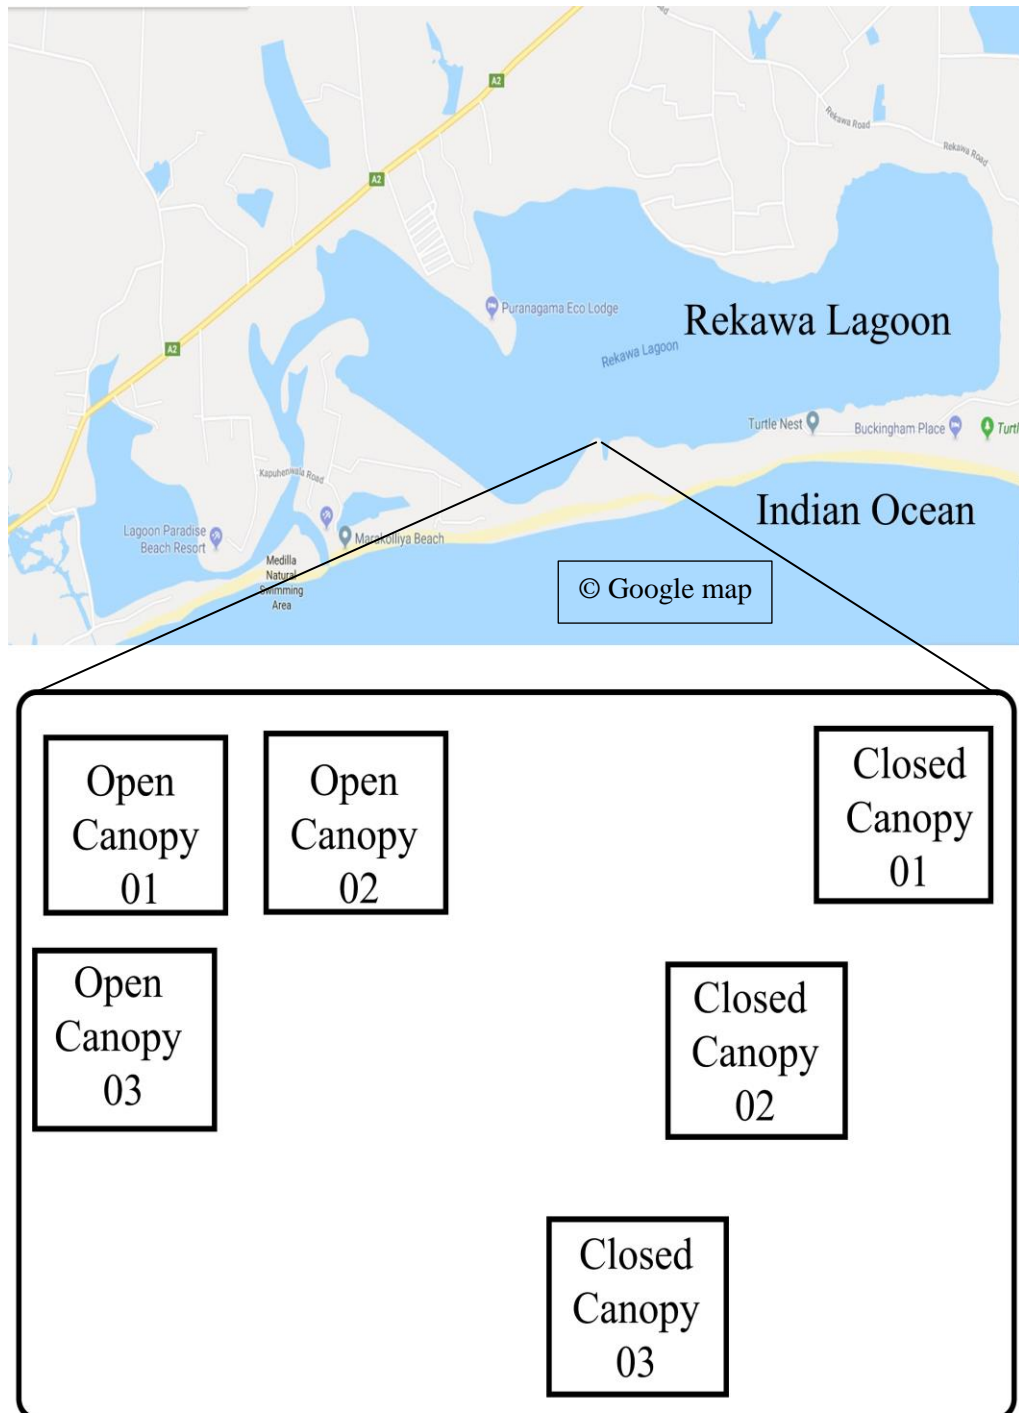 A2
Rekawa Road
Rekawa Road
A2
Puranagama Eco Lodge
Rekawa Lagoon
Rekawa Lagoon
A2
Turtle Nest
Buckingham Place
Turtl
Kapuhenwala Road
Indian Ocean
Lagoon Paradise
Beach Resort
Marakolliya Beach
Medilla
Natural
Swimming
Area
© Google map
Open
Canopy
01
Open
Canopy
02
Closed
Canopy
01
Open
Canopy
03
Closed
Canopy
02
Closed
Canopy
03